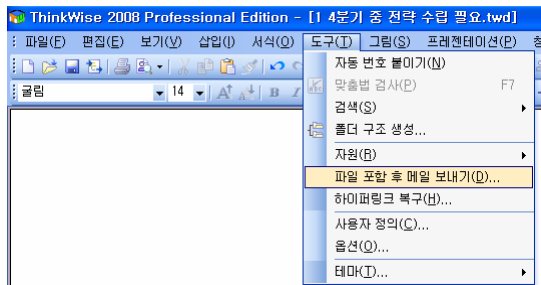 ThinkWise 2008 Professional Edition - [1 4분기 중 전략 수립 필요.twd]
파일(F) 편집(E) 보기(V) 삽입(I) 서식(O) 도구(T) 그림(S) 프레젠테이션(P)
굴림 14 A A B I
자동 번호 붙이기(N)
맞춤법 검사(P) F7
검색(S)
폴더 구조 생성...
자원(R)
파일 포함 후 메일 보내기(D)...
하이퍼링크 복구(H)...
사용자 정의(C)...
옵션(O)...
테마(T)...